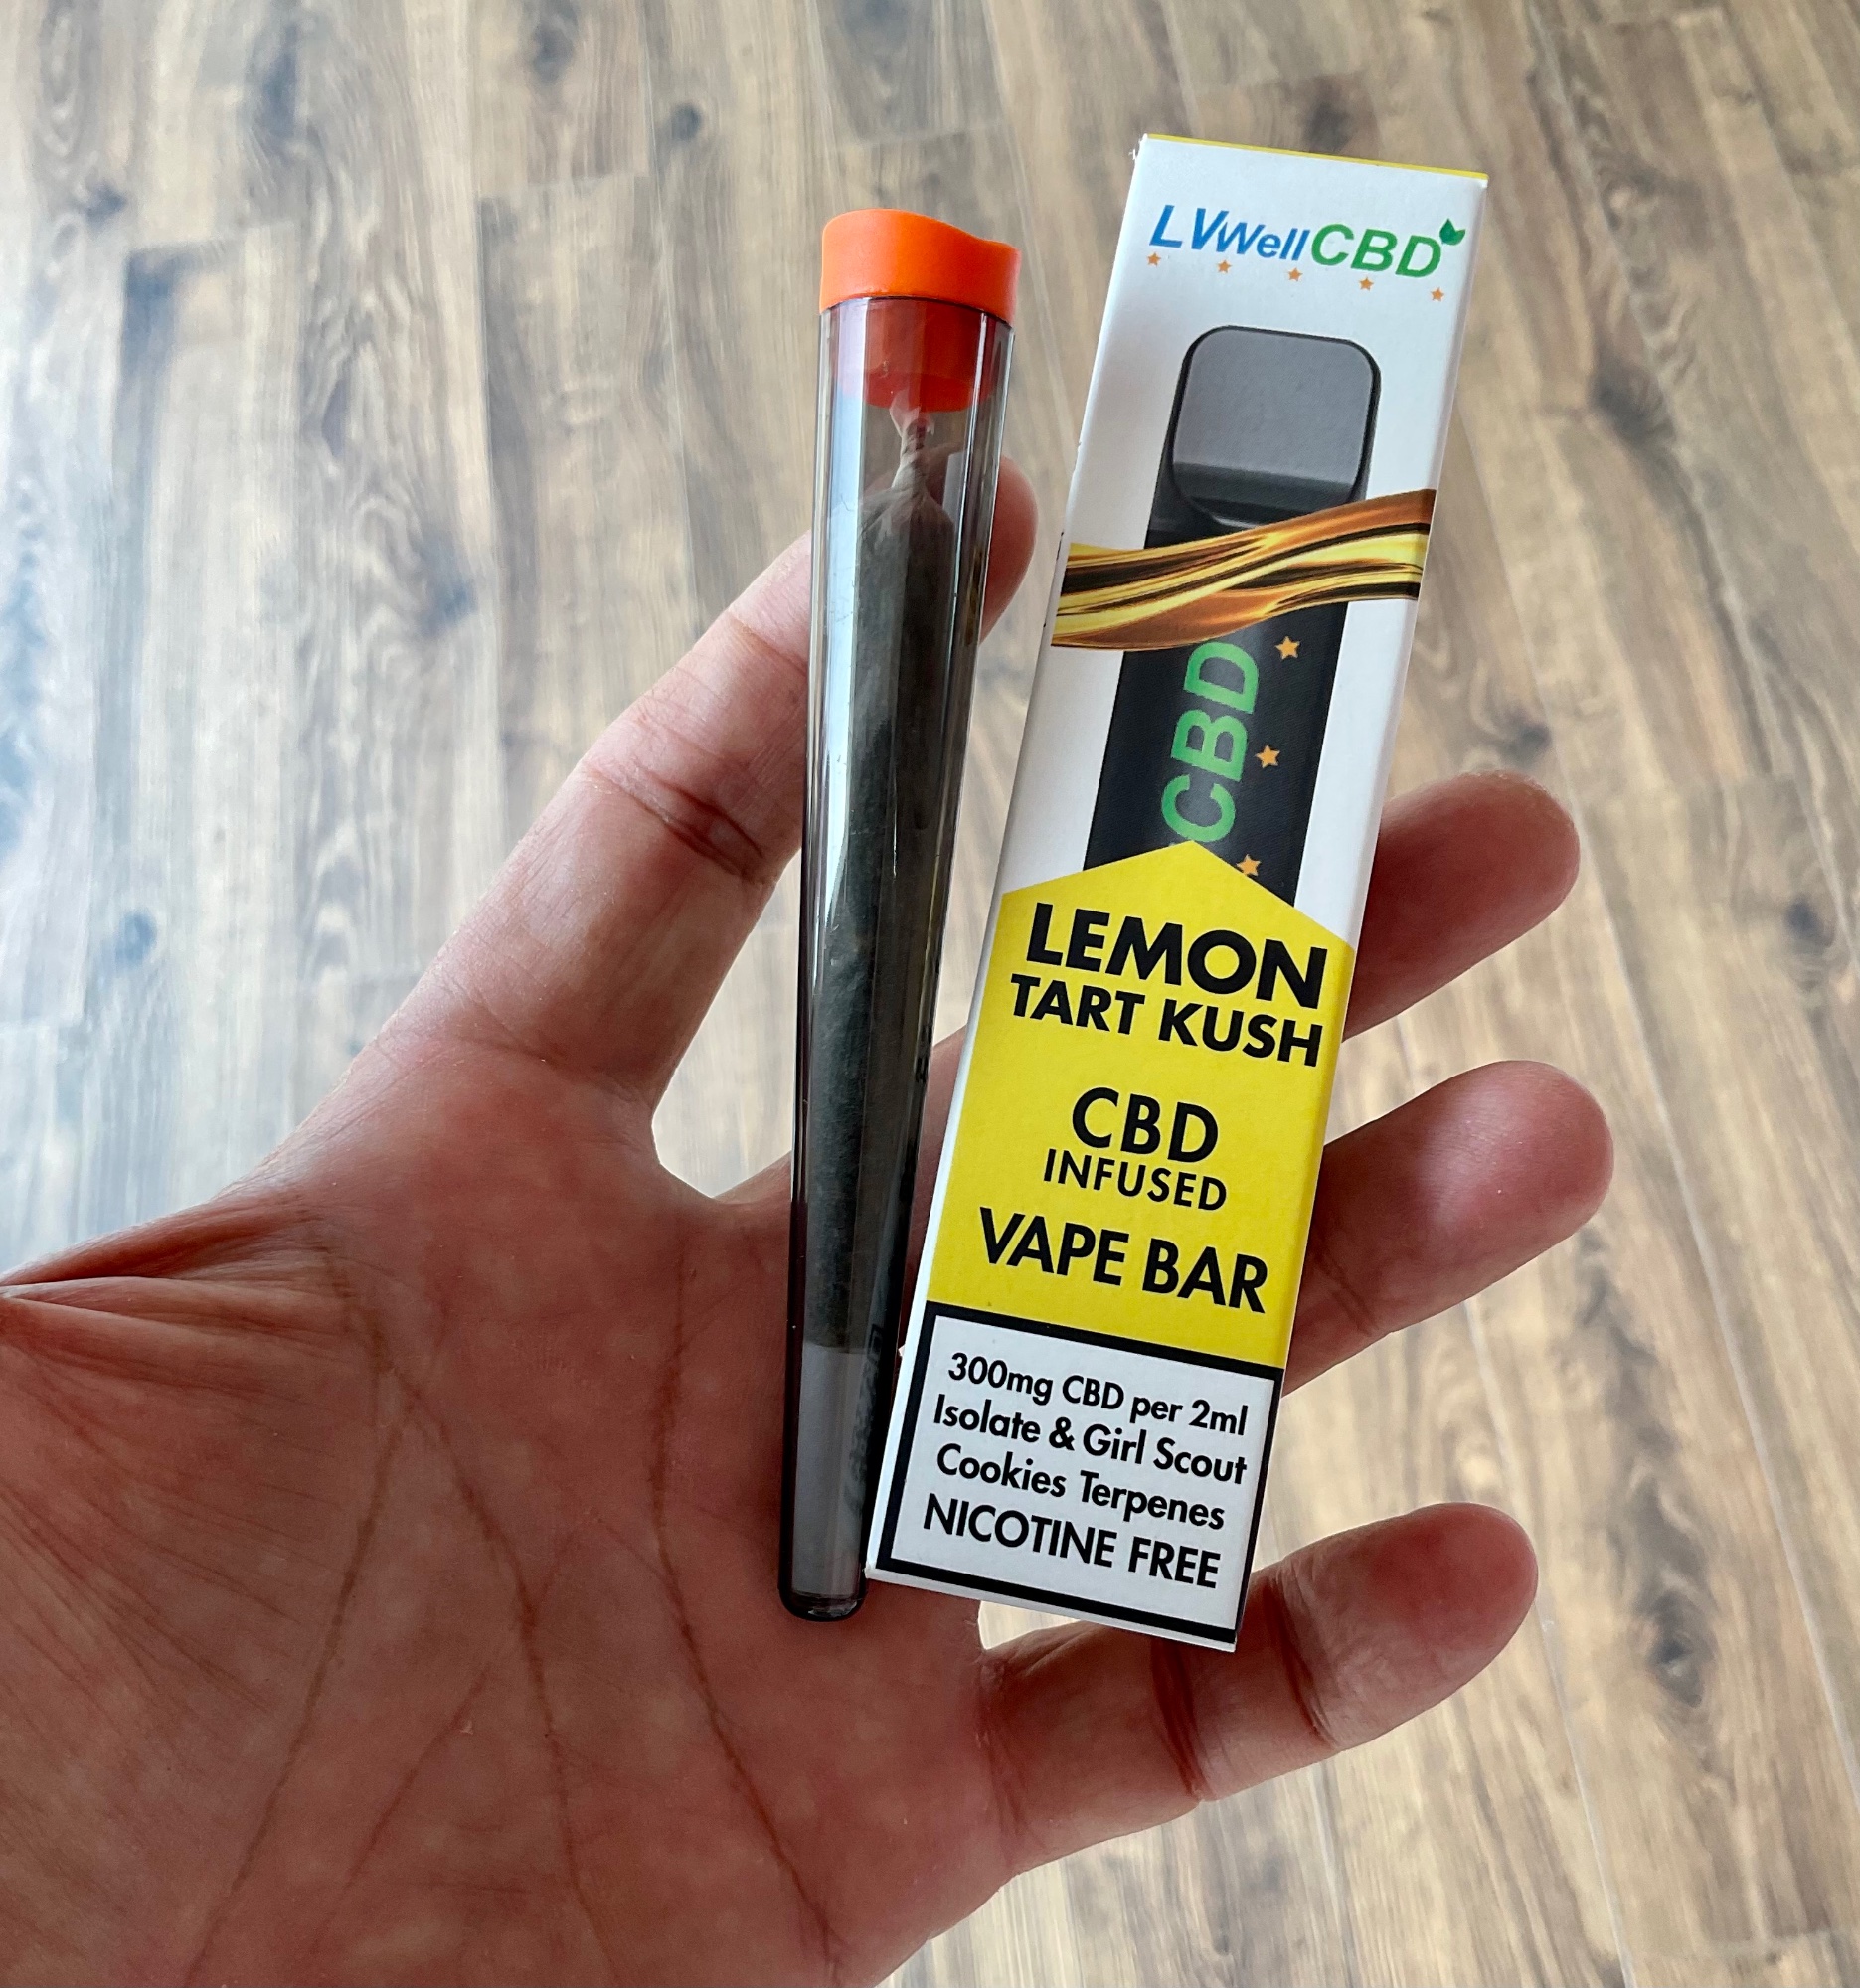 LVWellCBD
CBD
LEMON
TART KUSH
CBD
INFUSED
VAPE BAR
300mg CBD per 2ml
Isolate & Girl Scout
Cookies Terpenes
NICOTINE FREE